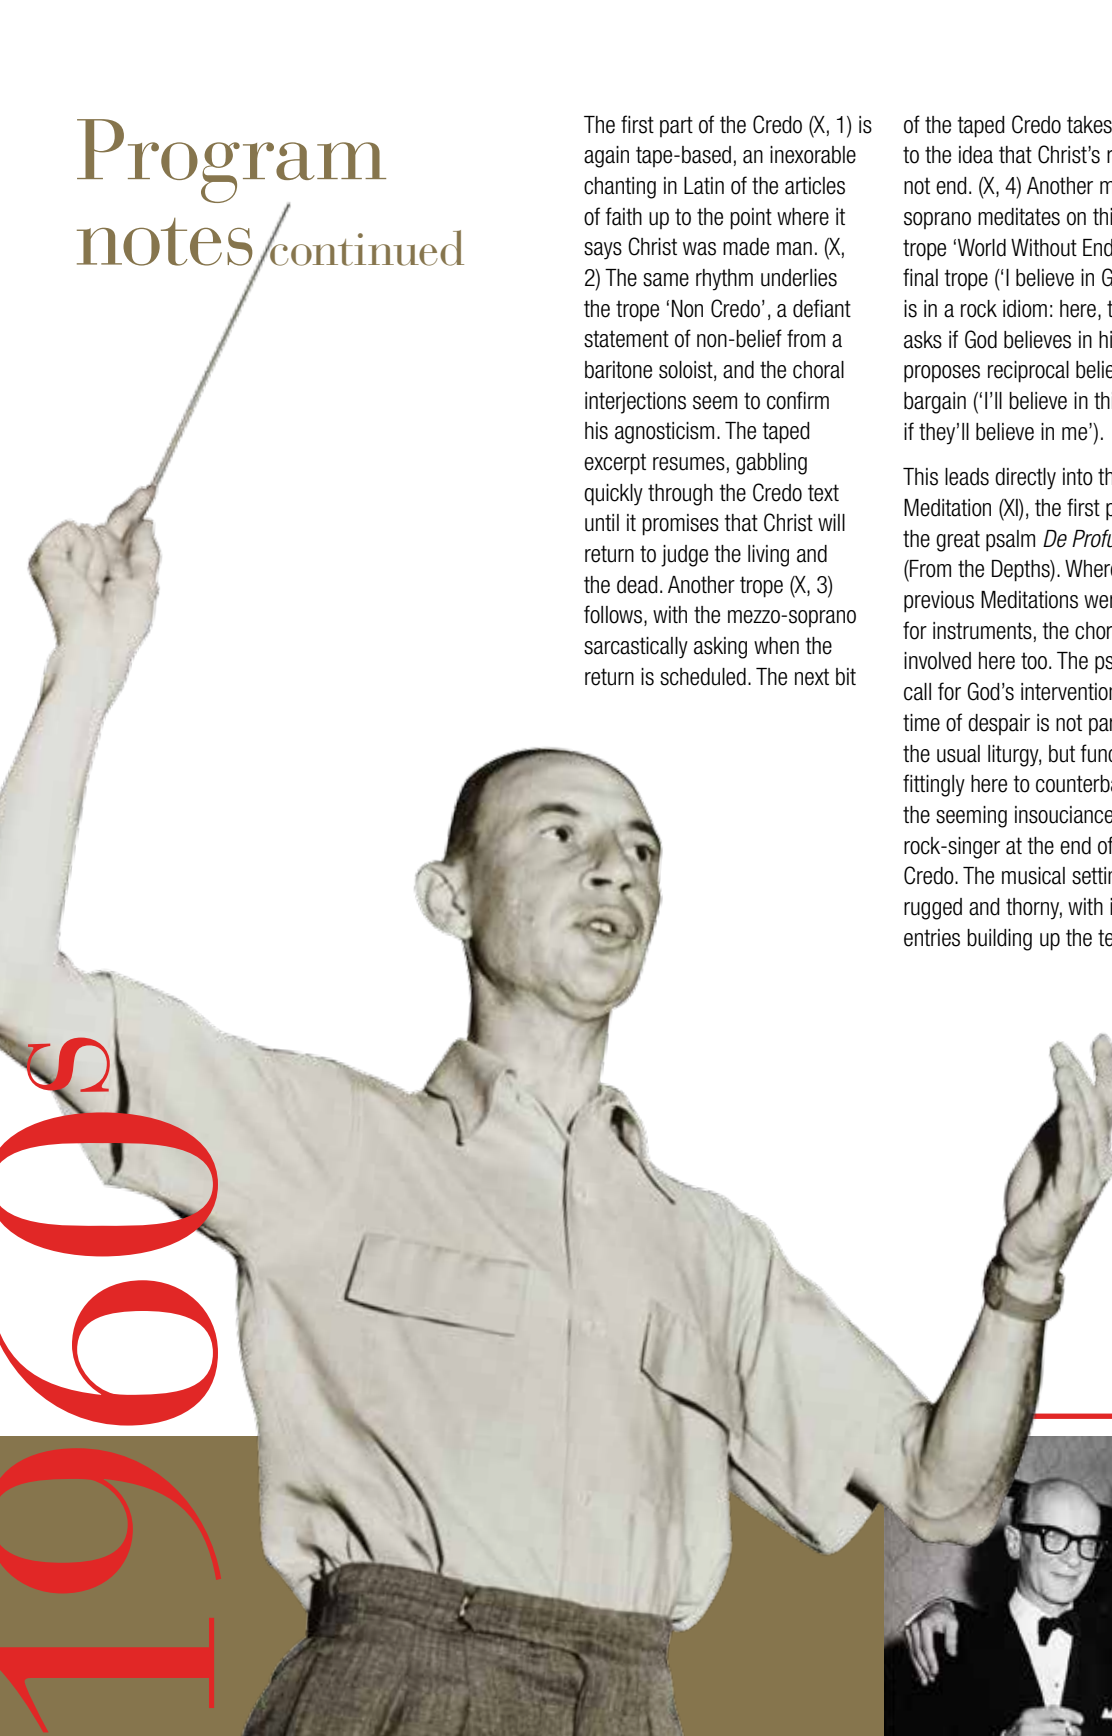 Program
notes continued
The first part of the Credo (X, 1) is
again tape-based, an inexorable
chanting in Latin of the articles
of faith up to the point where it
says Christ was made man. (X,
2) The same rhythm underlies
the trope ‘Non Credo’, a defiant
statement of non-belief from a
baritone soloist, and the choral
interjections seem to confirm
his agnosticism. The taped
excerpt resumes, gabbling
quickly through the Credo text
until it promises that Christ will
return to judge the living and
the dead. Another trope (X, 3)
follows, with the mezzo-soprano
sarcastically asking when the
return is scheduled. The next bit
of the taped Credo takes
to the idea that Christ’s
not end. (X, 4) Another
soprano meditates on
trope ‘World Without End
final trope (‘I believe in
is in a rock idiom: here,
asks if God believes in
proposes reciprocal
bargain (‘I’ll believe in
if they’ll believe in me’).
This leads directly into
Meditation (XI), the first
the great psalm De
(From the Depths).
previous Meditations
for instruments, the
involved here too. The
call for God’s
time of despair is not
the usual liturgy, but
fittingly here to
the seeming insouciance
rock-singer at the end of
Credo. The musical
rugged and thorny, with
entries building up the
1960s